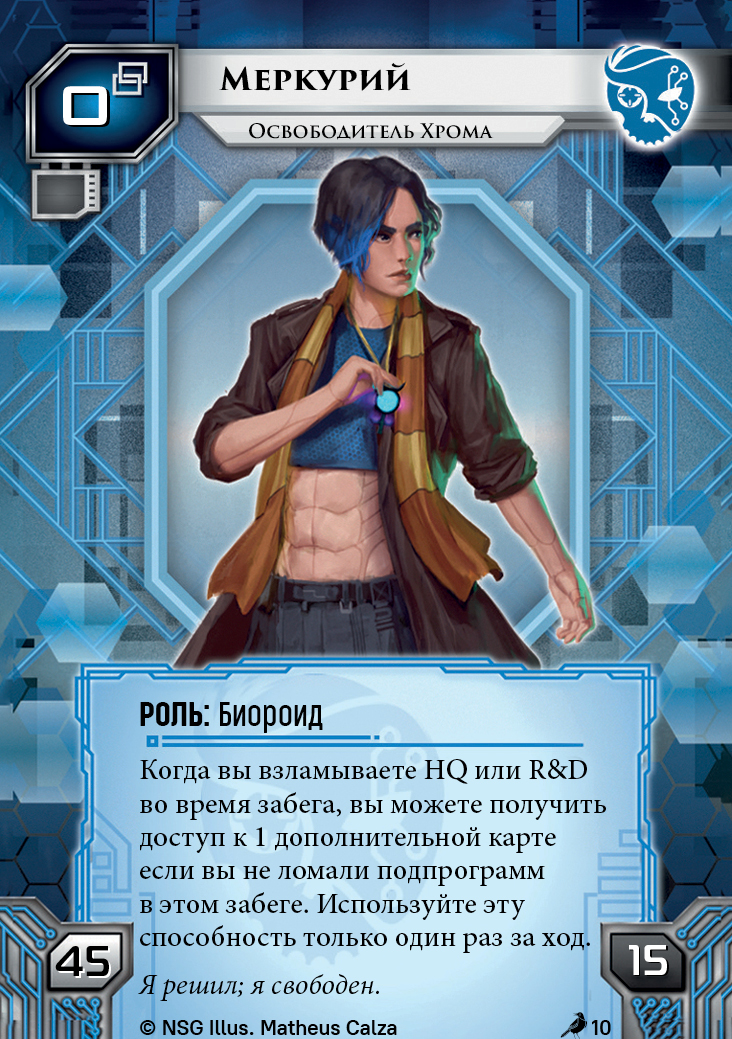 0
Меркурий
Освободитель Хрома
РОЛЬ: Биороид
Когда вы взламываете HQ или R&D
во время забега, вы можете получить
доступ к 1 дополнительной карте
если вы не ломали подпрограмм
в этом забеге. Используйте эту
способность только один раз за ход.
Я решил; я свободен.
45
15
© NSG Illus. Matheus Calza
10